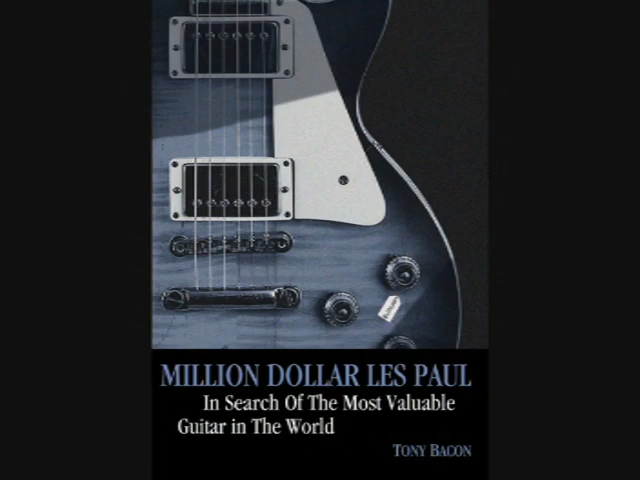 MILLION DOLLAR LES PAUL
In Search Of The Most Valuable
Guitar in The World
TONY BACON